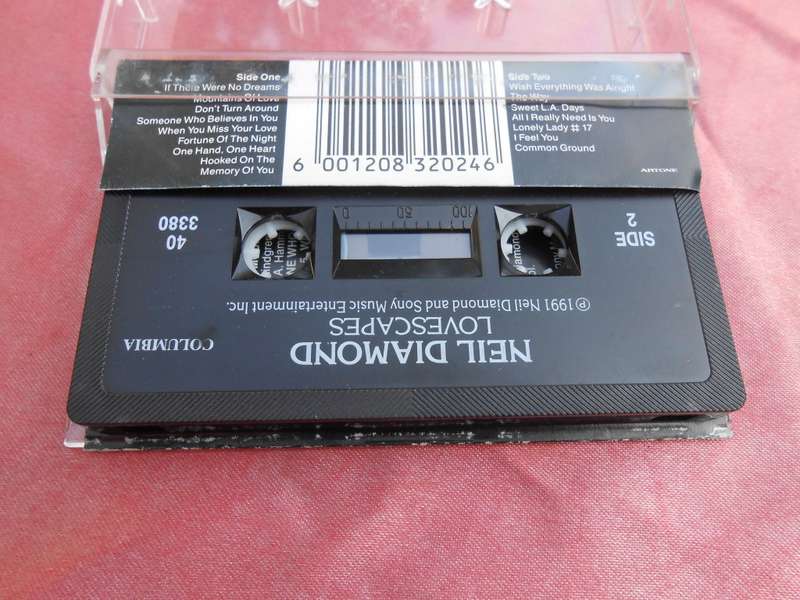 Side One
If There Were No Dreams
Mountains Of Love
Don't Turn Around
Someone Who Believes In You
When You Miss Your Love
Fortune Of The Night
One Hand, One Heart
Hooked On The
Memory Of You
6 001208 320246
Side Two
Wish Everything Was Alright
The Way
Sweet L.A. Days
All I Really Need Is You
Lonely Lady # 17
I Feel You
Common Ground
ARTONE
NEIL DIAMOND
LOVESCAPES
COLUMBIA
℗ 1991 Neil Diamond and Sony Music Entertainment Inc.
SIDE
2
40
3380
100 50 0